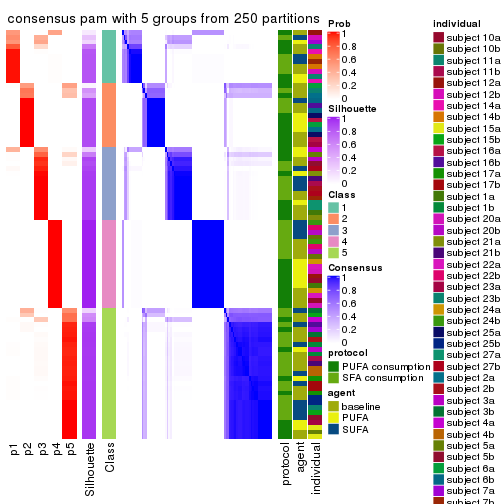 consensus pam with 5 groups from 250 partitions
Prob
1
0.8
0.6
0.4
0.2
0
Silhouette
1
0.8
0.6
0.4
0.2
0
Class
1
2
3
4
5
Consensus
1
0.8
0.6
0.4
0.2
0
protocol
PUFA consumption
SFA consumption
agent
baseline
PUFA
SUFA
individual
subject 10a
subject 10b
subject 11a
subject 11b
subject 12a
subject 12b
subject 14a
subject 14b
subject 15a
subject 15b
subject 16a
subject 16b
subject 17a
subject 17b
subject 1a
subject 1b
subject 20a
subject 20b
subject 21a
subject 21b
subject 22a
subject 22b
subject 23a
subject 23b
subject 24a
subject 24b
subject 25a
subject 25b
subject 27a
subject 27b
subject 2a
subject 2b
subject 3a
subject 3b
subject 4a
subject 4b
subject 5a
subject 5b
subject 6a
subject 6b
subject 7a
subject 7b
p1
p2
p3
p4
p5
Silhouette
Class
protocol
agent
individual